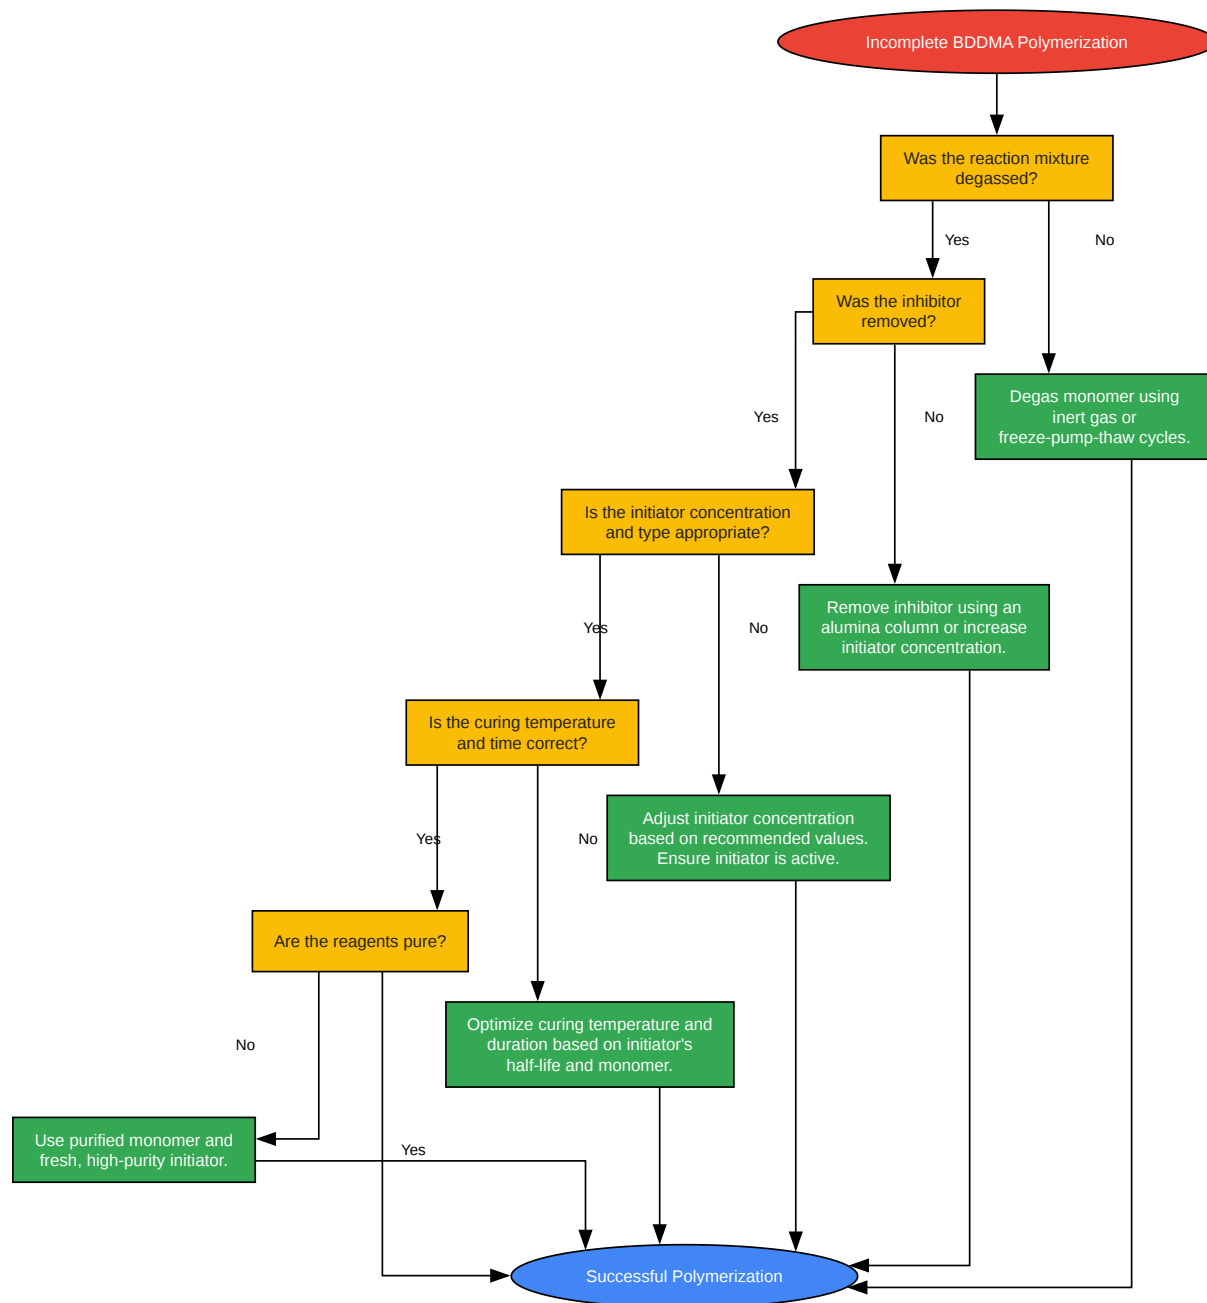 Incomplete BDDMA Polymerization
Was the reaction mixture
degassed?
Yes
No
Was the inhibitor
removed?
Degas monomer using
inert gas or
freeze-pump-thaw cycles.
Yes
No
Is the initiator concentration
and type appropriate?
Remove inhibitor using an
alumina column or increase
initiator concentration.
Yes
No
Is the curing temperature
and time correct?
Adjust initiator concentration
based on recommended values.
Ensure initiator is active.
Yes
No
Are the reagents pure?
Optimize curing temperature and
duration based on initiator's
half-life and monomer.
No
Use purified monomer and
fresh, high-purity initiator.
Yes
Successful Polymerization